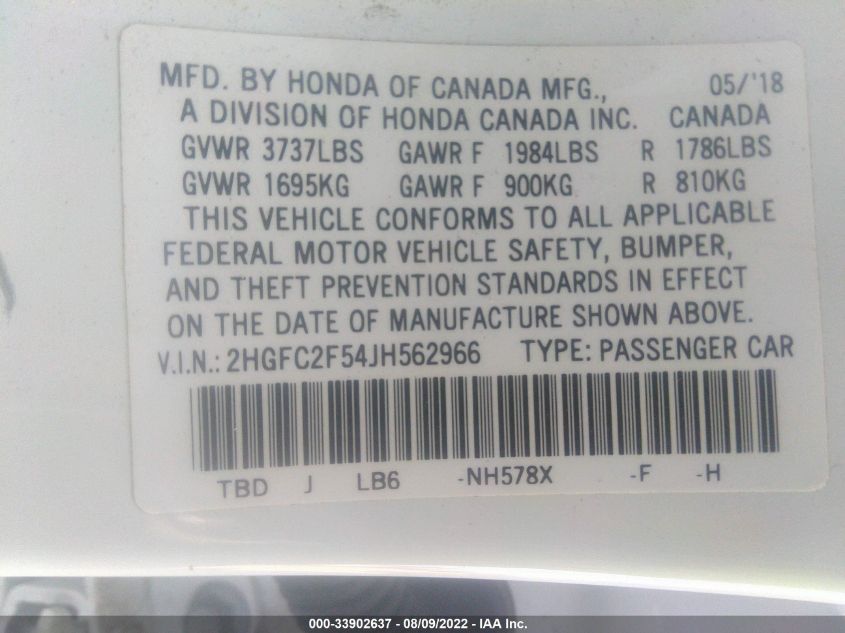 MFD. BY HONDA OF CANADA MFG., 05/'18
A DIVISION OF HONDA CANADA INC. CANADA
GVWR 3737LBS GAWR F 1984LBS R 1786LBS
GVWR 1695KG GAWR F 900KG R 810KG
THIS VEHICLE CONFORMS TO ALL APPLICABLE
FEDERAL MOTOR VEHICLE SAFETY, BUMPER,
AND THEFT PREVENTION STANDARDS IN EFFECT
ON THE DATE OF MANUFACTURE SHOWN ABOVE.
V.I.N.: 2HGFC2F54JH562966 TYPE: PASSENGER CAR
TBD J LB6 -NH578X -F -H
000-33902637 - 08/09/2022 - IAA Inc.